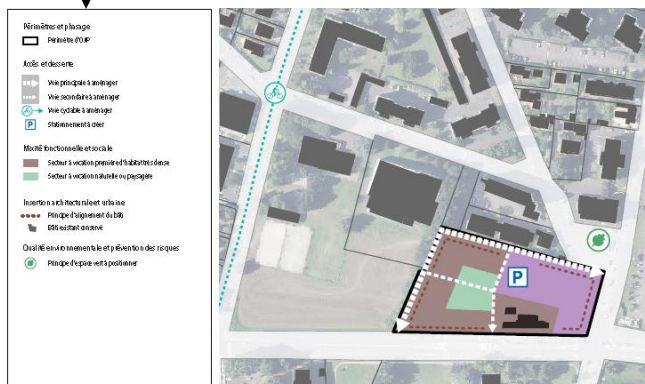 Périmètres et phasage
Périmètre d'OAP
Accès et desserte
Voie principale à aménager
Voie secondaire à aménager
Voie cyclable à aménager
P
Stationnement à créer
Mixité fonctionnelle et sociale
Secteur à vocation première d'habitat très dense
Secteur à vocation naturelle ou paysagère
Insertion architecturale et urbaine
Principe d'alignement du bâti
Bâti existant conservé
Qualité environnementale et prévention des risques
Principe d'espace vert à positionner
P